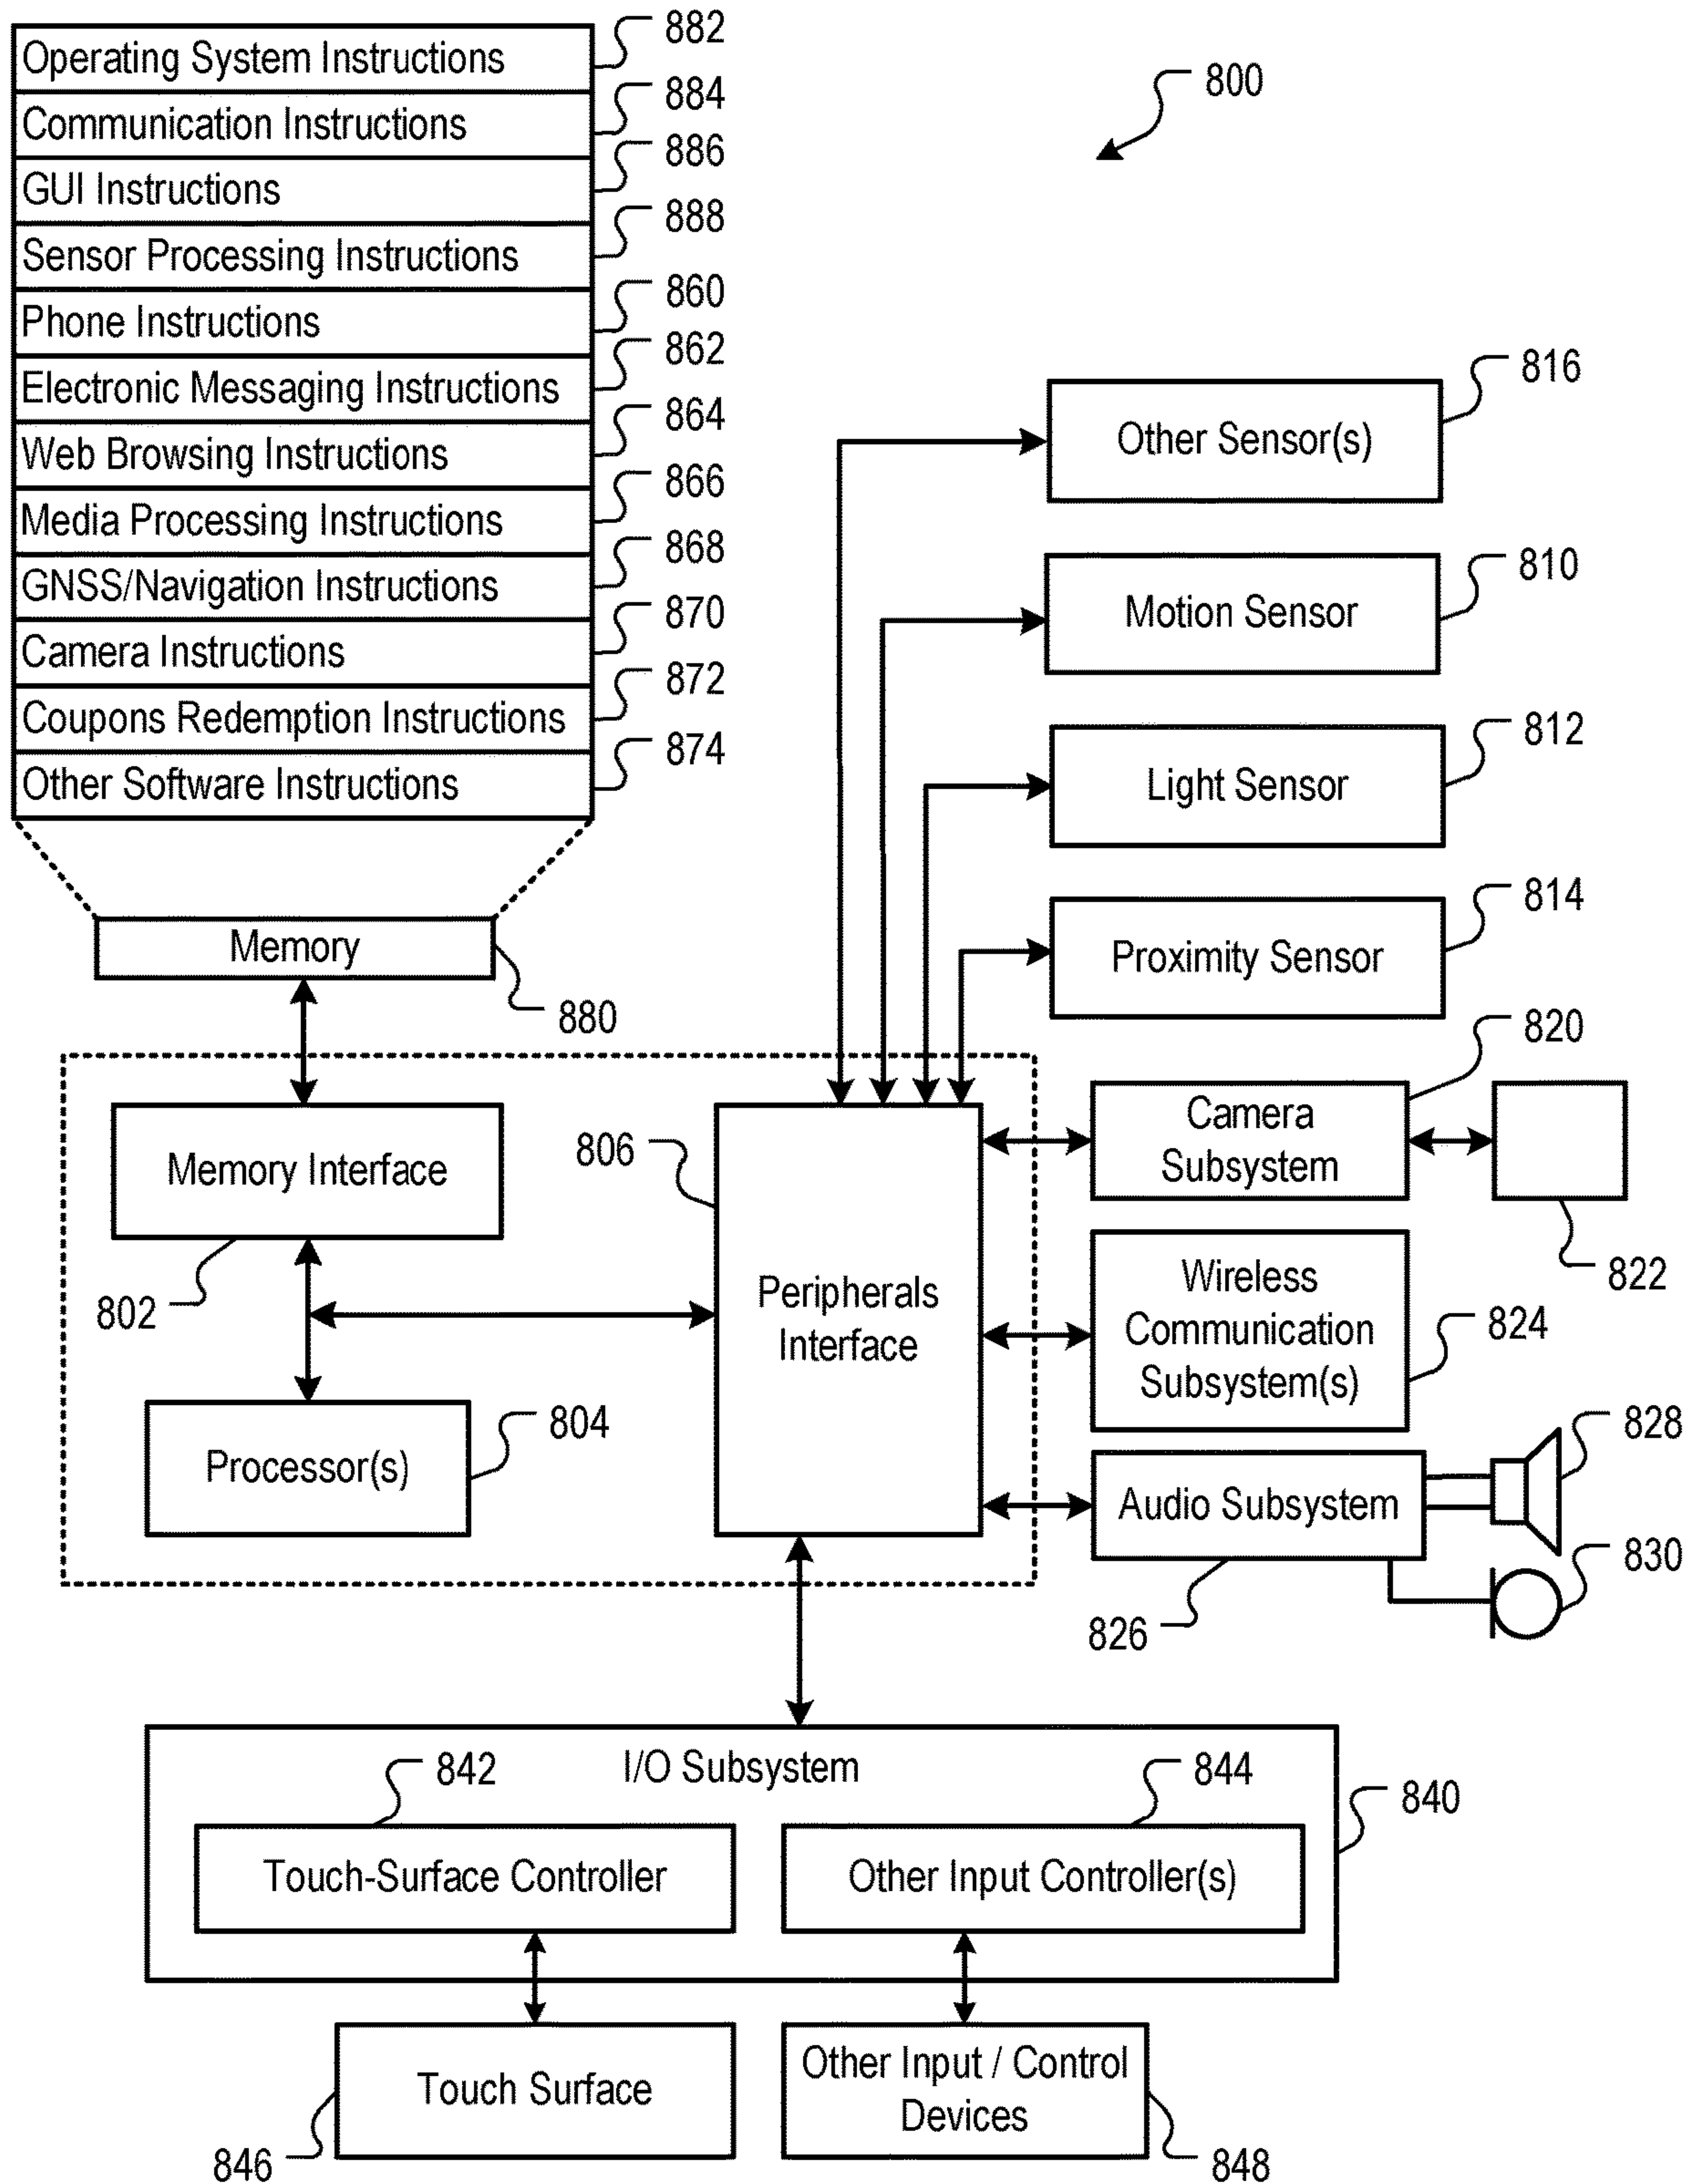 Operating System Instructions
882
Communication Instructions
884
GUI Instructions
886
Sensor Processing Instructions
888
Phone Instructions
860
Electronic Messaging Instructions
862
Web Browsing Instructions
864
Media Processing Instructions
866
GNSS/Navigation Instructions
868
Camera Instructions
870
Coupons Redemption Instructions
872
Other Software Instructions
874
800
Other Sensor(s)
816
Motion Sensor
810
Light Sensor
812
Proximity Sensor
814
Memory
880
Memory Interface
802
Processor(s)
804
806
Peripherals
Interface
Camera
Subsystem
820
822
Wireless
Communication
Subsystem(s)
824
Audio Subsystem
826
828
830
I/O Subsystem
840
842
Touch-Surface Controller
844
Other Input Controller(s)
Touch Surface
846
Other Input / Control
Devices
848